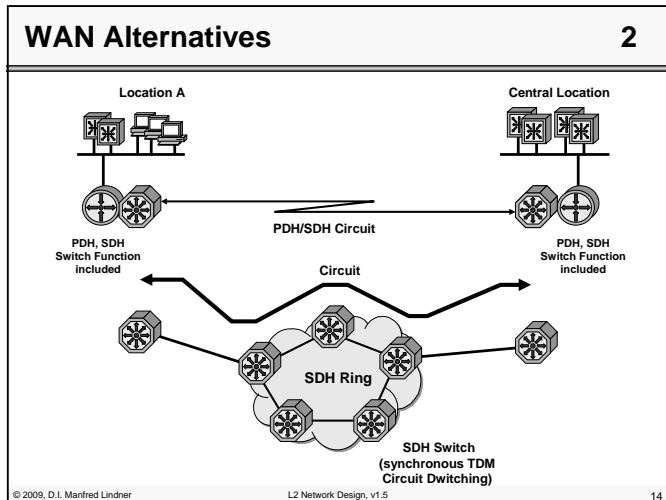 WAN Alternatives 2
Location A
Central Location
PDH/SDH Circuit
PDH, SDH
Switch Function
included
PDH, SDH
Switch Function
included
Circuit
SDH Ring
SDH Switch
(synchronous TDM
Circuit Dwitching)
© 2009, D.I. Manfred Lindner L2 Network Design, v1.5 14